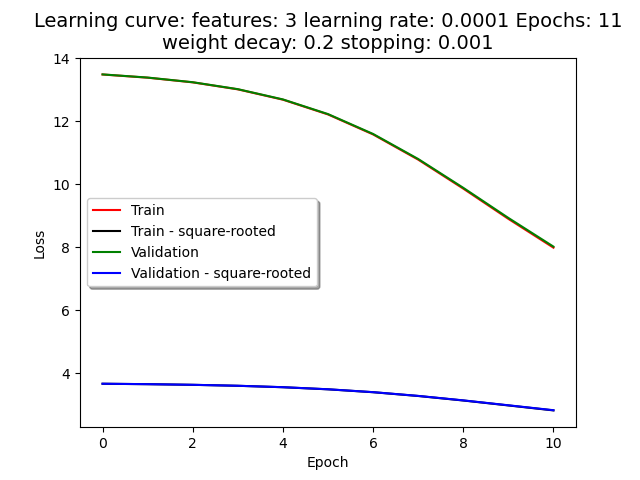 Learning curve: features: 3 learning rate: 0.0001 Epochs: 11
weight decay: 0.2 stopping: 0.001
14
12
10
8
6
4
Loss
Train
Train - square-rooted
Validation
Validation - square-rooted
0 2 4 6 8 10
Epoch